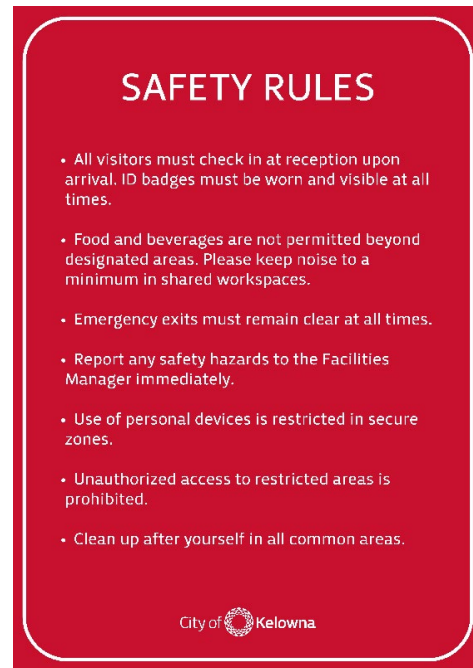 SAFETY RULES
• All visitors must check in at reception upon
arrival. ID badges must be worn and visible at all
times.
• Food and beverages are not permitted beyond
designated areas. Please keep noise to a
minimum in shared workspaces.
• Emergency exits must remain clear at all times.
• Report any safety hazards to the Facilities
Manager immediately.
• Use of personal devices is restricted in secure
zones.
• Unauthorized access to restricted areas is
prohibited.
• Clean up after yourself in all common areas.
City of Kelowna